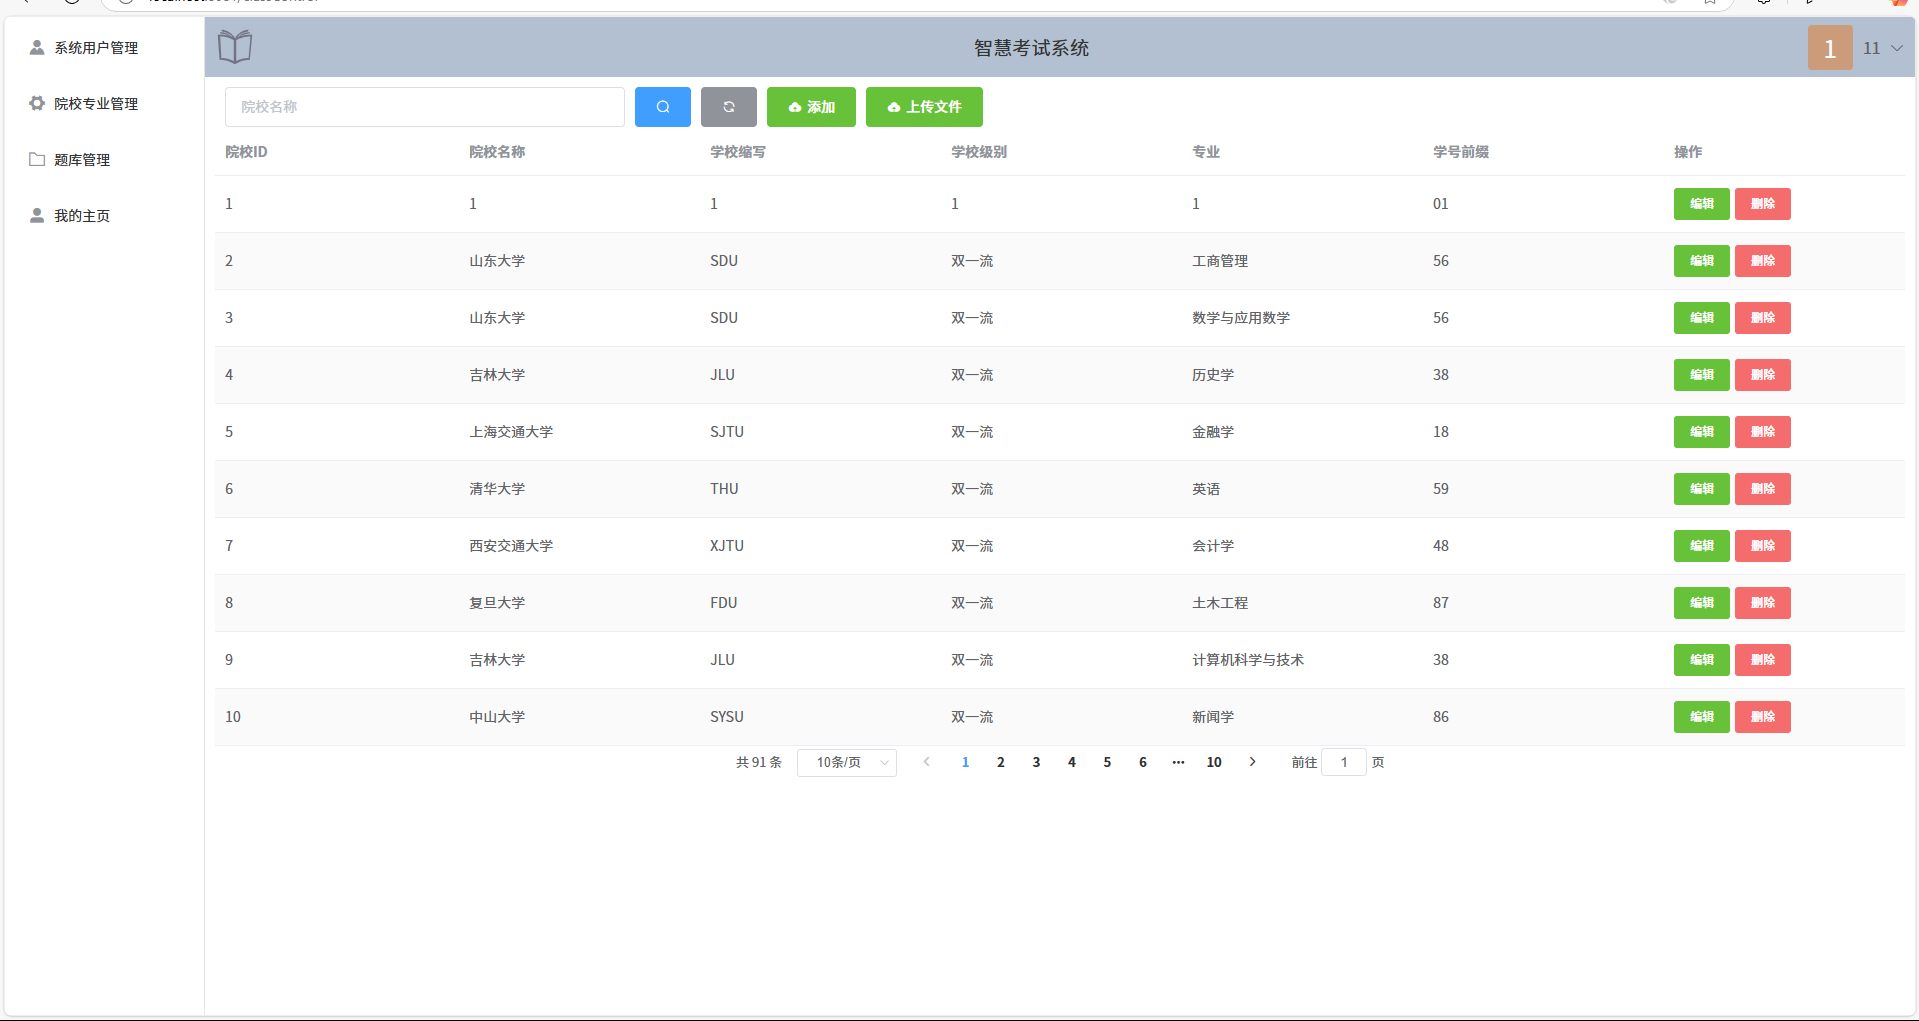 系统用户管理
院校专业管理
题库管理
我的主页
智慧考试系统
1 11
院校名称 添加 上传文件
院校ID 院校名称 学校缩写 学校级别 专业 学号前缀 操作
1 1 1 1 1 01 编辑 删除
2 山东大学 SDU 双一流 工商管理 56 编辑 删除
3 山东大学 SDU 双一流 数学与应用数学 56 编辑 删除
4 吉林大学 JLU 双一流 历史学 38 编辑 删除
5 上海交通大学 SJTU 双一流 金融学 18 编辑 删除
6 清华大学 THU 双一流 英语 59 编辑 删除
7 西安交通大学 XJTU 双一流 会计学 48 编辑 删除
8 复旦大学 FDU 双一流 土木工程 87 编辑 删除
9 吉林大学 JLU 双一流 计算机科学与技术 38 编辑 删除
10 中山大学 SYSU 双一流 新闻学 86 编辑 删除
共 91 条 10条/页 1 2 3 4 5 6 ··· 10 前往 1 页